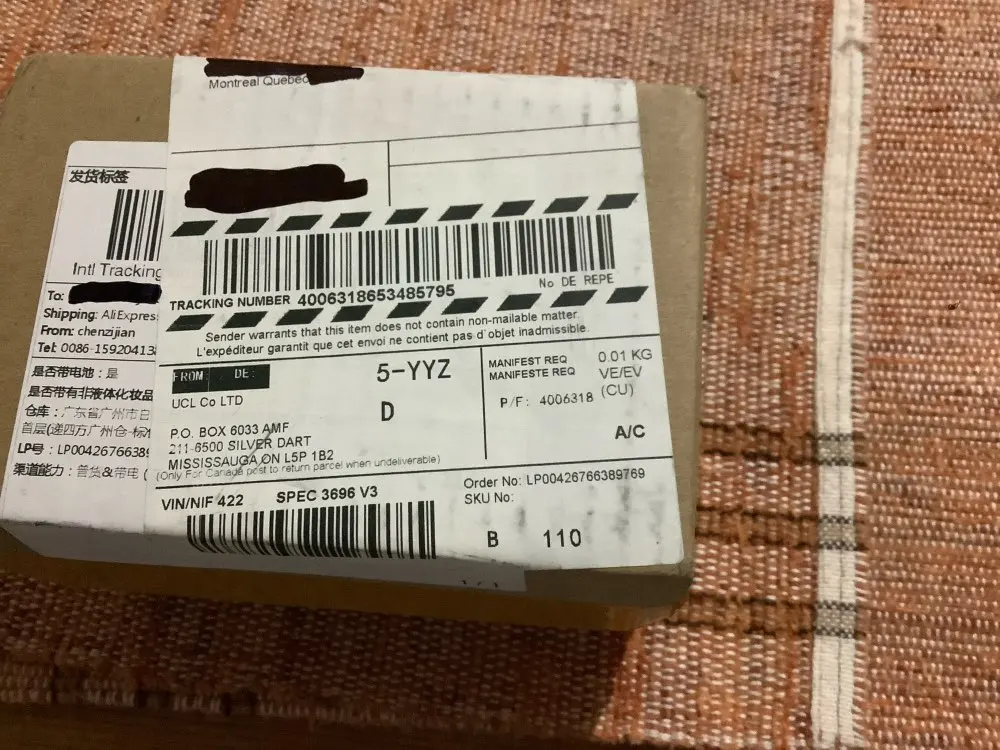 Montreal Quebec
No DE REPE
TRACKING NUMBER 4006318653485795
Sender warrants that this item does not contain non-mailable matter.
L'expéditeur garantit que cet envoi ne contient pas d'objet inadmissible.
FROM: DE:
UCL Co LTD
P.O. BOX 6033 AMF
211-6500 SILVER DART
MISSISSAUGA ON L5P 1B2
(Only For Canada post to return parcel when undeliverable)
5-YYZ
D
MANIFEST REQ
MANIFESTE REQ
0.01 KG
VE/EV
(CU)
P/F: 4006318
A/C
VIN/NIF 422 SPEC 3696 V3
Order No: LP00426766389769
SKU No:
B 110
发货标签
Intl Tracking
To:
Shipping: AliExpres
From: chenzijian
Tel: 0086-15920413
是否带电池：是
是否带有非液体化妆品
仓库：广东省广州市白
首层(递四方广州仓-标
LP号：LP0042676638
渠道能力：普货&带电 (
1/1